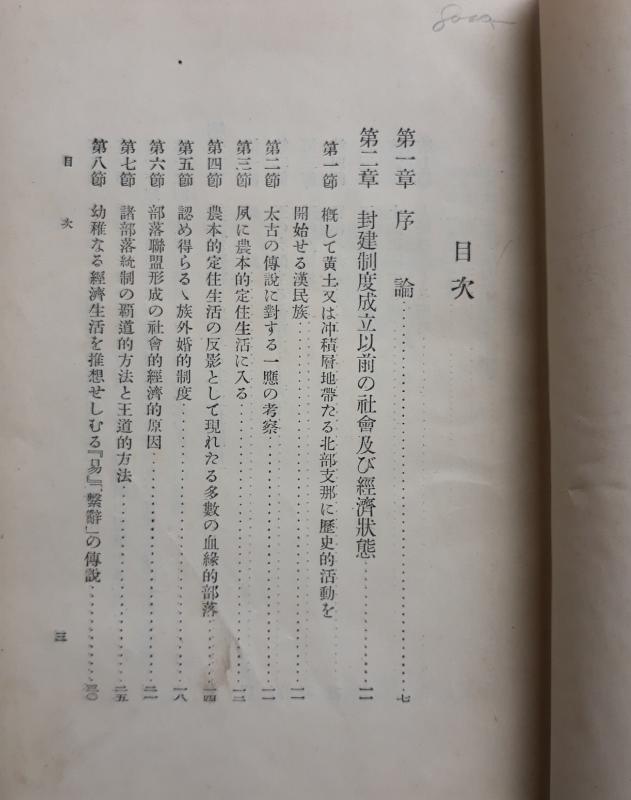 目次
第一章 序論 七
第二章 封建制度成立以前の社會及び經濟狀態 一一
第一節 概して黃土又は冲積層地帶たる北部支那に歷史的活動を
開始せる漢民族 一一
第二節 太古の傳說に對する一應の考察 一一
第三節 夙に農本的定住生活に入る 一三
第四節 農本的定住生活の反影として現れたる多數の血緣的部落 一四
第五節 認め得らるゝ族外婚的制度 一八
第六節 部落聯盟形成の社會的經濟的原因 二一
第七節 諸部落統制の覇道的方法と王道的方法 二五
第八節 幼稚なる經濟生活を推想せしむる『易』「繫辭」の傳說 三〇
目次 三